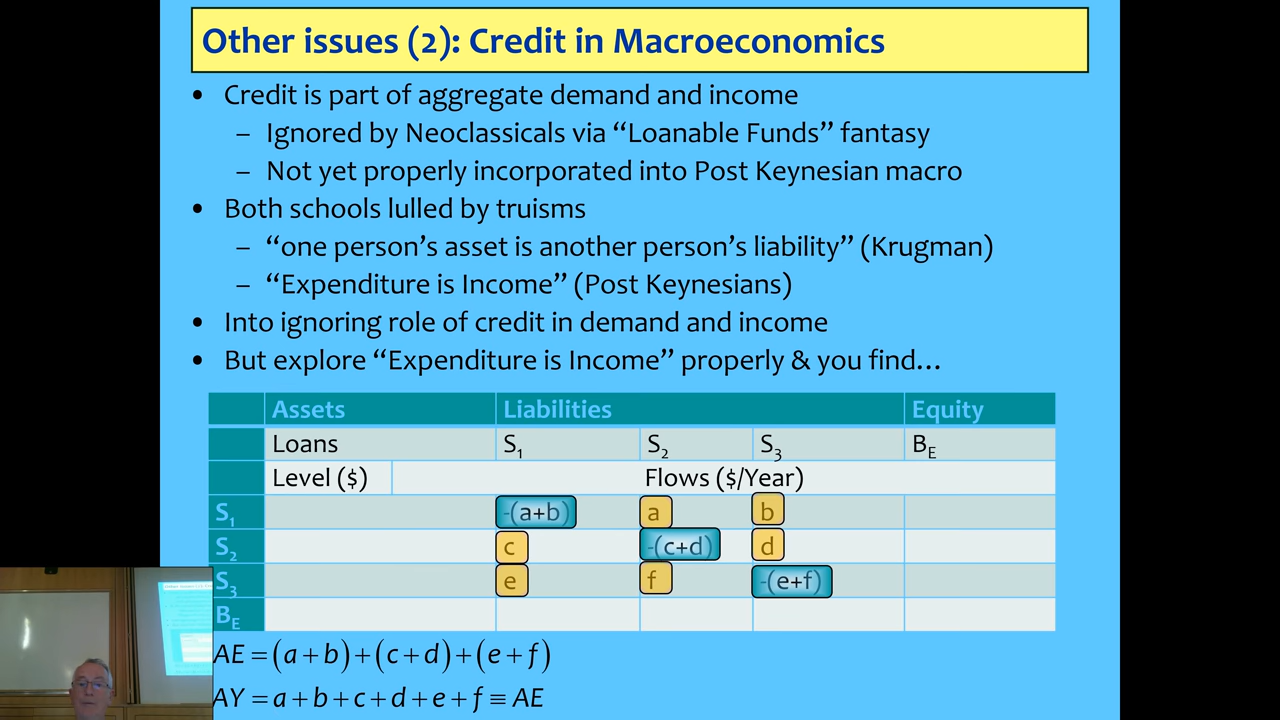 Other issues (2): Credit in Macroeconomics
• Credit is part of aggregate demand and income
– Ignored by Neoclassicals via “Loanable Funds” fantasy
– Not yet properly incorporated into Post Keynesian macro
• Both schools lulled by truisms
– “one person’s asset is another person’s liability” (Krugman)
– “Expenditure is Income” (Post Keynesians)
• Into ignoring role of credit in demand and income
• But explore “Expenditure is Income” properly & you find…
Assets Liabilities Equity
Loans S₁ S₂ S₃ B_E
Level ($) Flows ($/Year)
S₁ -(a+b) a b
S₂ c -(c+d) d
S₃ e f -(e+f)
B_E
AE = (a + b) + (c + d) + (e + f)
AY = a + b + c + d + e + f ≡ AE